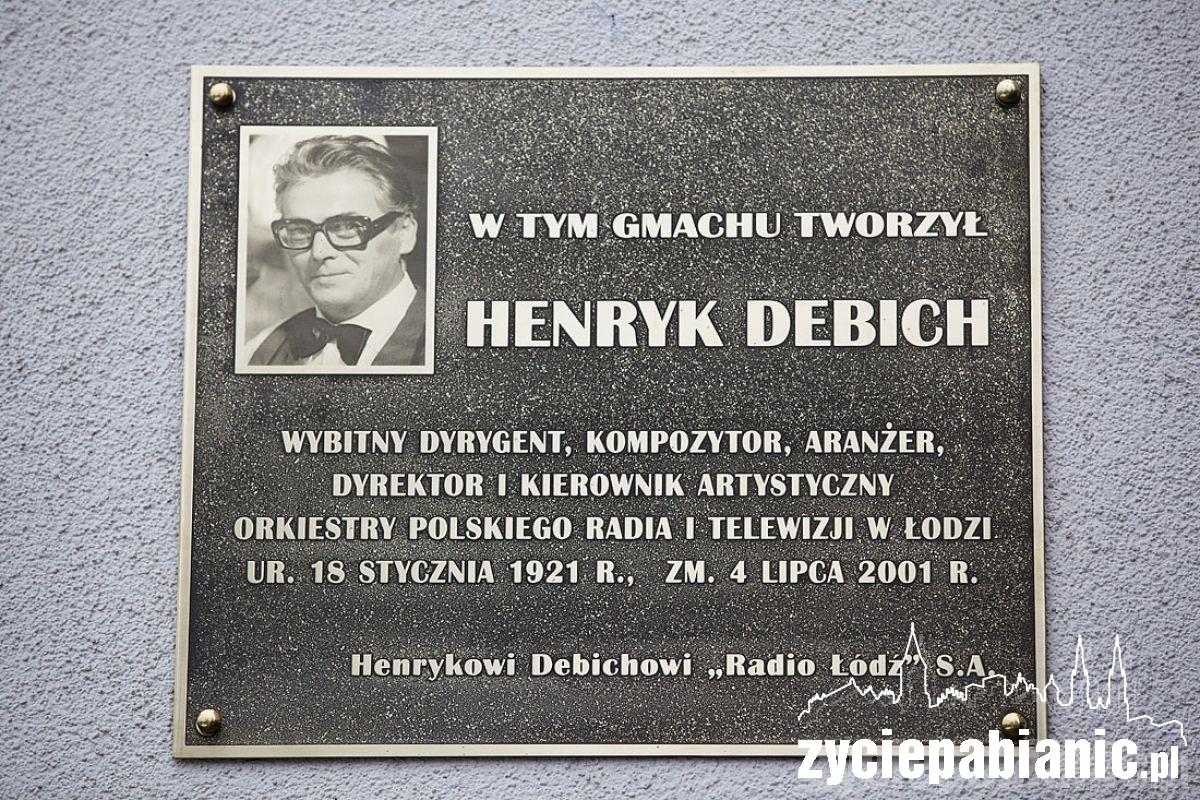 W TYM GMACHU TWORZYŁ
HENRYK DEBICH
WYBITNY DYRYGENT, KOMPOZYTOR, ARANŻER,
DYREKTOR I KIEROWNIK ARTYSTYCZNY
ORKIESTRY POLSKIEGO RADIA I TELEWIZJI W ŁODZI
UR. 18 STYCZNIA 1921 R., ZM. 4 LIPCA 2001 R.
Henrykowi Debichowi „Radio Łódź” S.A.
zyciepabianic.pl